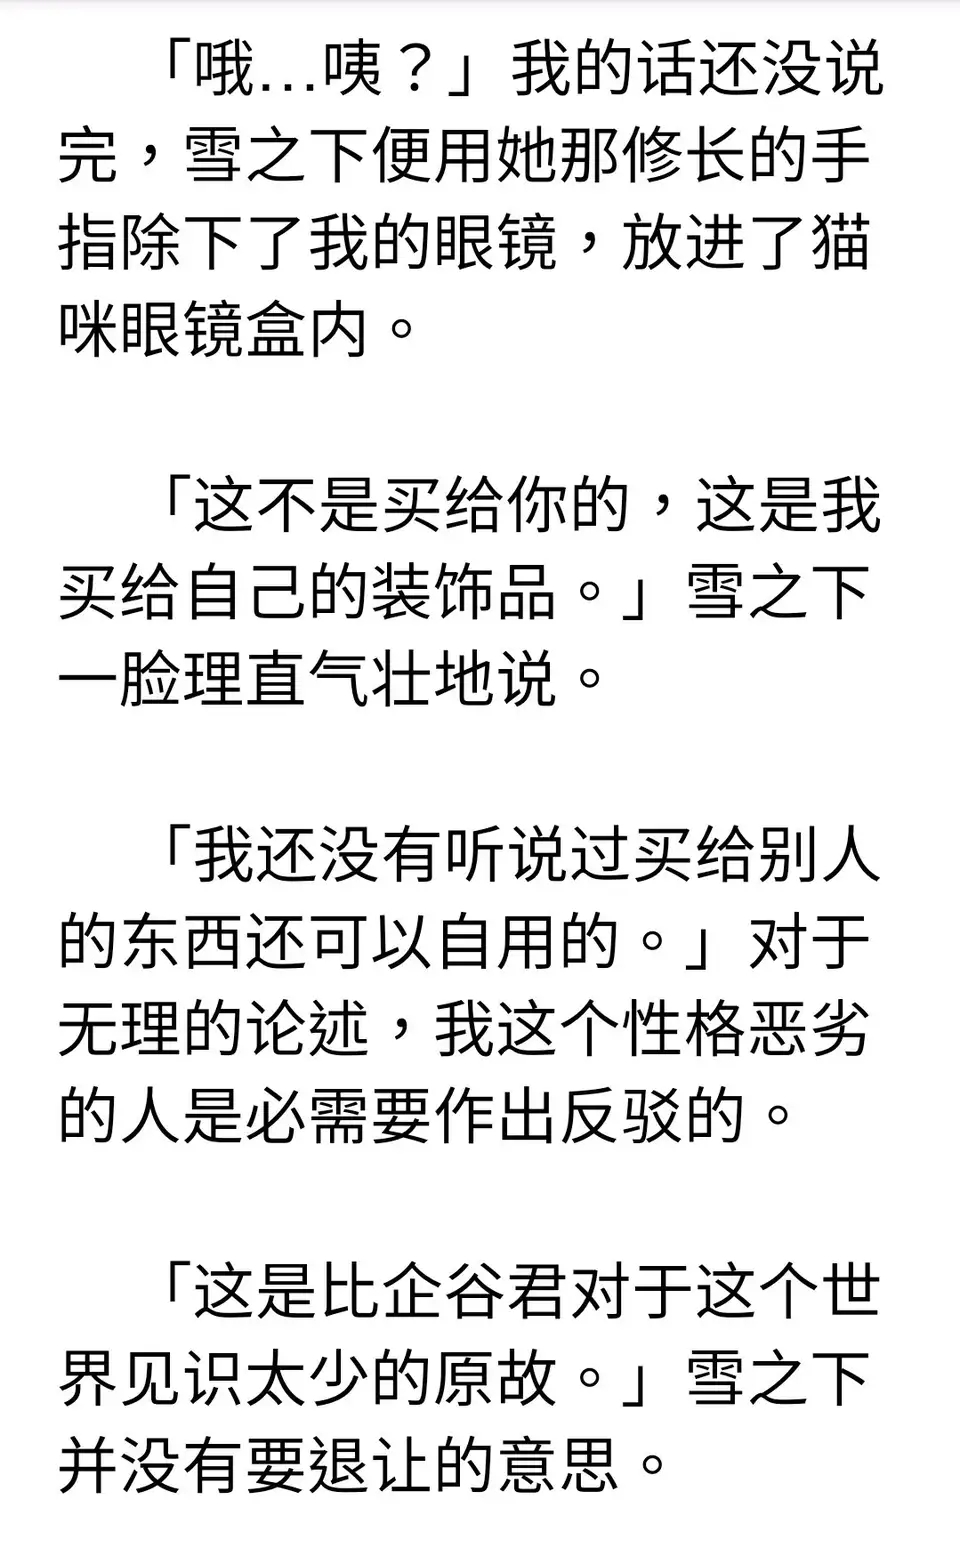 「哦...咦？」我的话还没说
完，雪之下便用她那修长的手
指除下了我的眼镜，放进了猫
咪眼镜盒内。
「这不是买给你的，这是我
买给自己的装饰品。」雪之下
一脸理直气壮地说。
「我还没有听说过买给别人
的东西还可以自用的。」对于
无理的论述，我这个性格恶劣
的人是必需要作出反驳的。
「这是比企谷君对于这个世
界见识太少的原故。」雪之下
并没有要退让的意思。